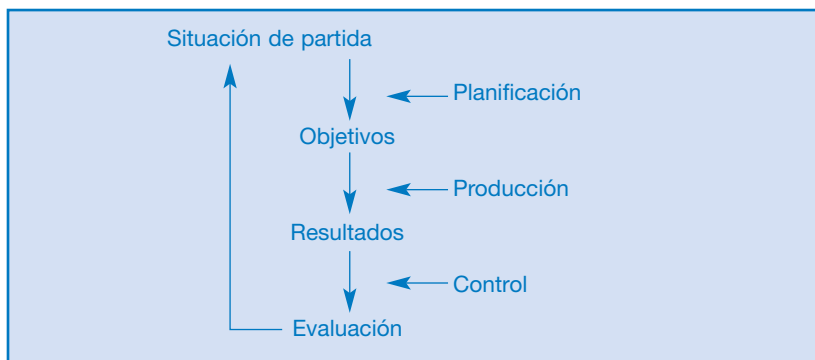 Situación de partida
Planificación
Objetivos
Producción
Resultados
Control
Evaluación